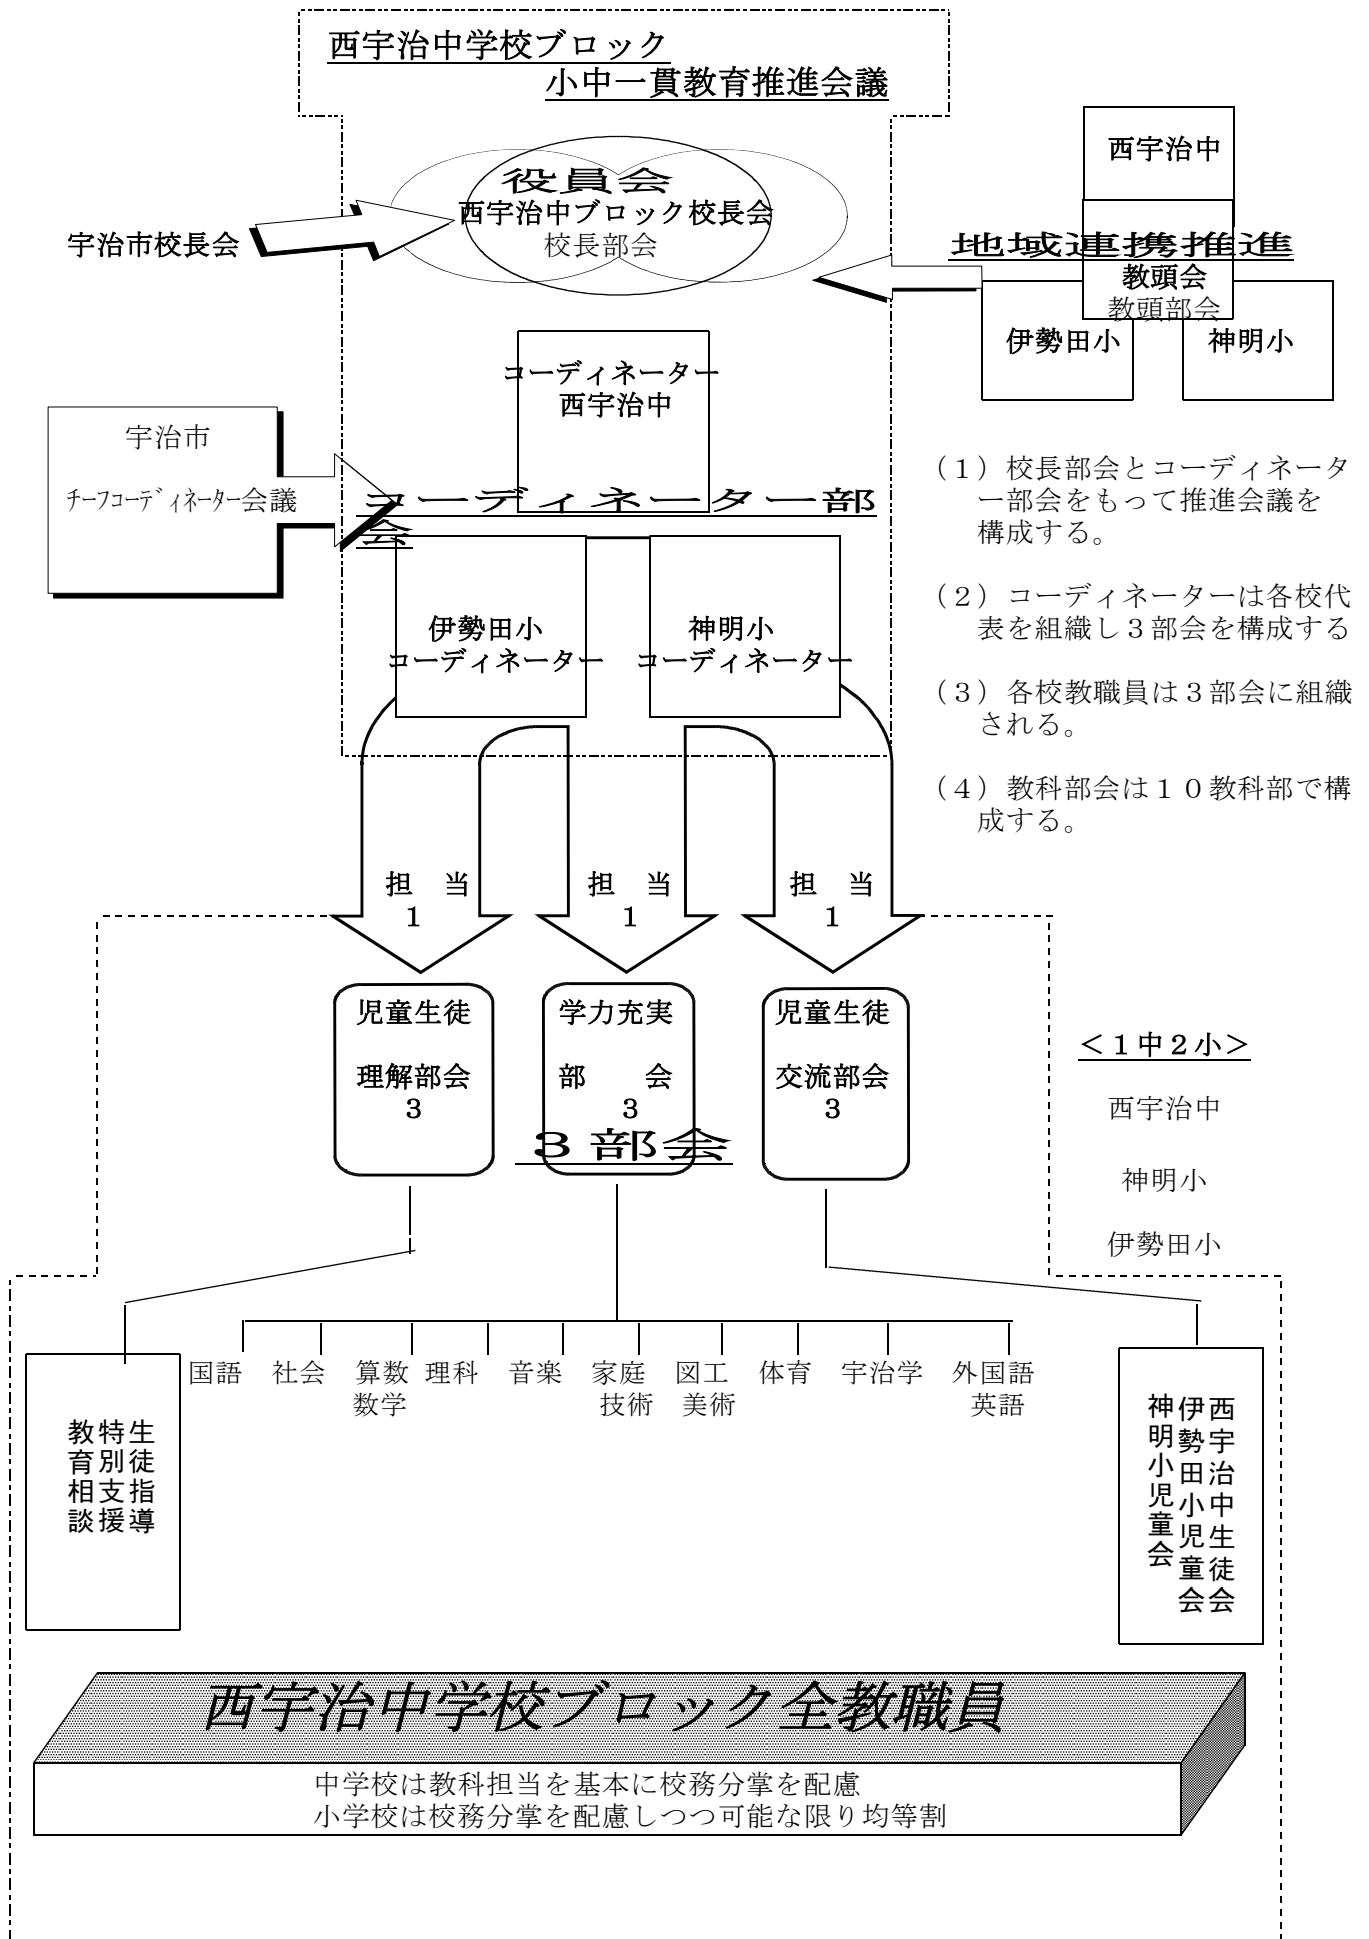 西宇治中学校ブロック
小中一貫教育推進会議
役員会
西宇治中ブロック校長会
校長部会
宇治市校長会
西宇治中
地域連携推進
教頭会
教頭部会
伊勢田小
神明小
コーディネーター
西宇治中
宇治市
チーフコーディネーター会議
コーディネーター部
会
伊勢田小
コーディネーター
神明小
コーディネーター
（１）校長部会とコーディネータ
ー部会をもって推進会議を
構成する。
（２）コーディネーターは各校代
表を組織し３部会を構成する
（３）各校教職員は３部会に組織
される。
（４）教科部会は１０教科部で構
成する。
担　当
１
担　当
１
担　当
１
児童生徒
理解部会
３
学力充実
部　　会
３
児童生徒
交流部会
３
３部会
＜１中２小＞
西宇治中
神明小
伊勢田小
国語
社会
算数
数学
理科
音楽
家庭
技術
図工
美術
体育
宇治学
外国語
英語
生徒指導
特別支援
教育相談
西宇治中生徒会
伊勢田小児童会
神明小児童会
西宇治中学校ブロック全教職員
中学校は教科担当を基本に校務分掌を配慮
小学校は校務分掌を配慮しつつ可能な限り均等割